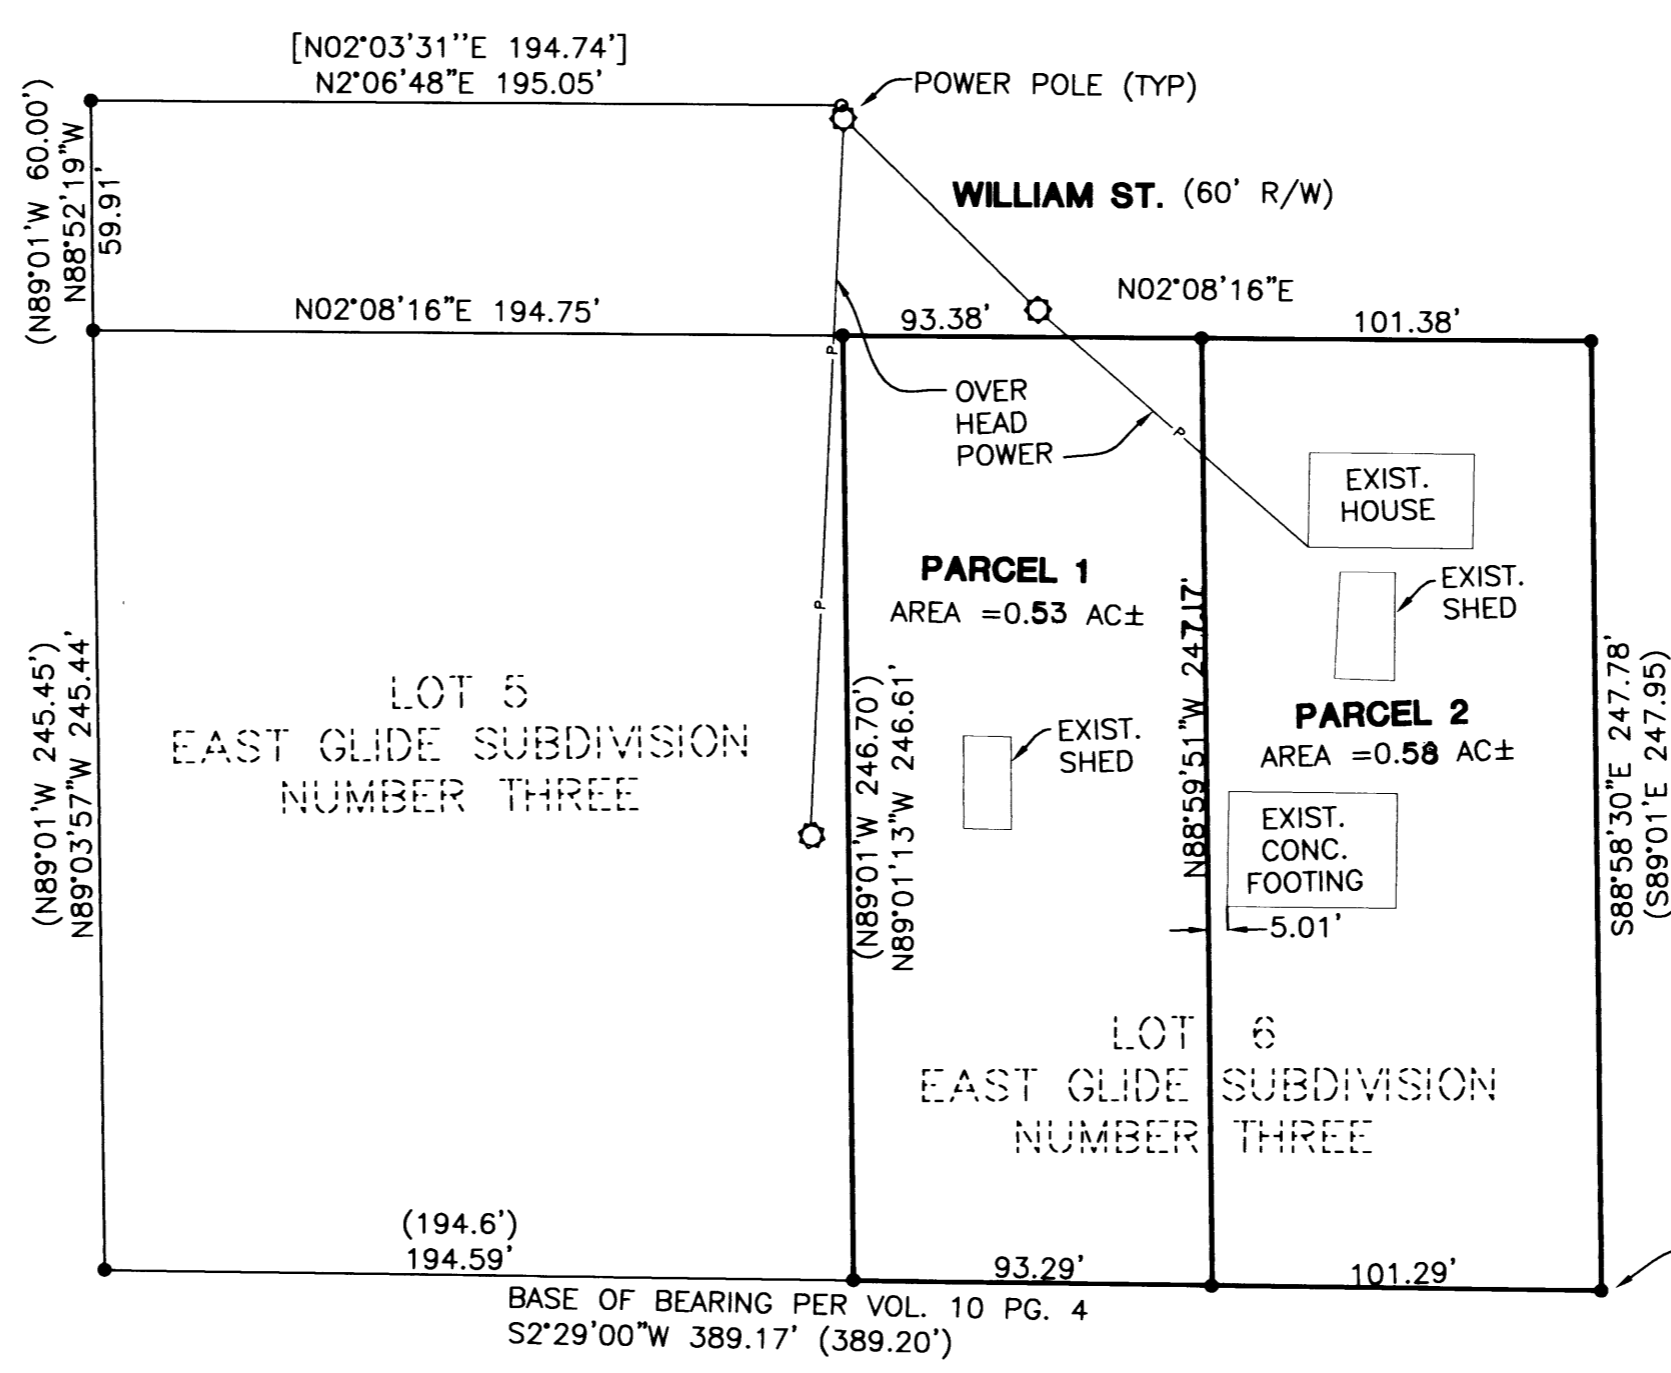 [N02°03'31''E 194.74']
N2°06'48"E 195.05'
POWER POLE (TYP)
(N89°01'W 60.00')
N88°52'19"W
59.91'
WILLIAM ST. (60' R/W)
N02°08'16"E 194.75'
93.38'
N02°08'16"E
101.38'
P
OVER
HEAD
POWER
P
EXIST.
HOUSE
PARCEL 1
AREA =0.53 AC±
P
EXIST.
SHED
(N89°01'W 245.45')
N89°03'57"W 245.44'
LOT 5
EAST GLIDE SUBDIVISION
NUMBER THREE
(N89°01'W 246.70')
N89°01'13"W 246.61'
EXIST.
SHED
N88°59'51"W 247.17'
PARCEL 2
AREA =0.58 AC±
EXIST.
CONC.
FOOTING
5.01'
S88°58'30"E 247.78'
(S89°01'E 247.95)
LOT 6
EAST GLIDE SUBDIVISION
NUMBER THREE
(194.6')
194.59'
93.29'
101.29'
BASE OF BEARING PER VOL. 10 PG. 4
S2°29'00"W 389.17' (389.20')